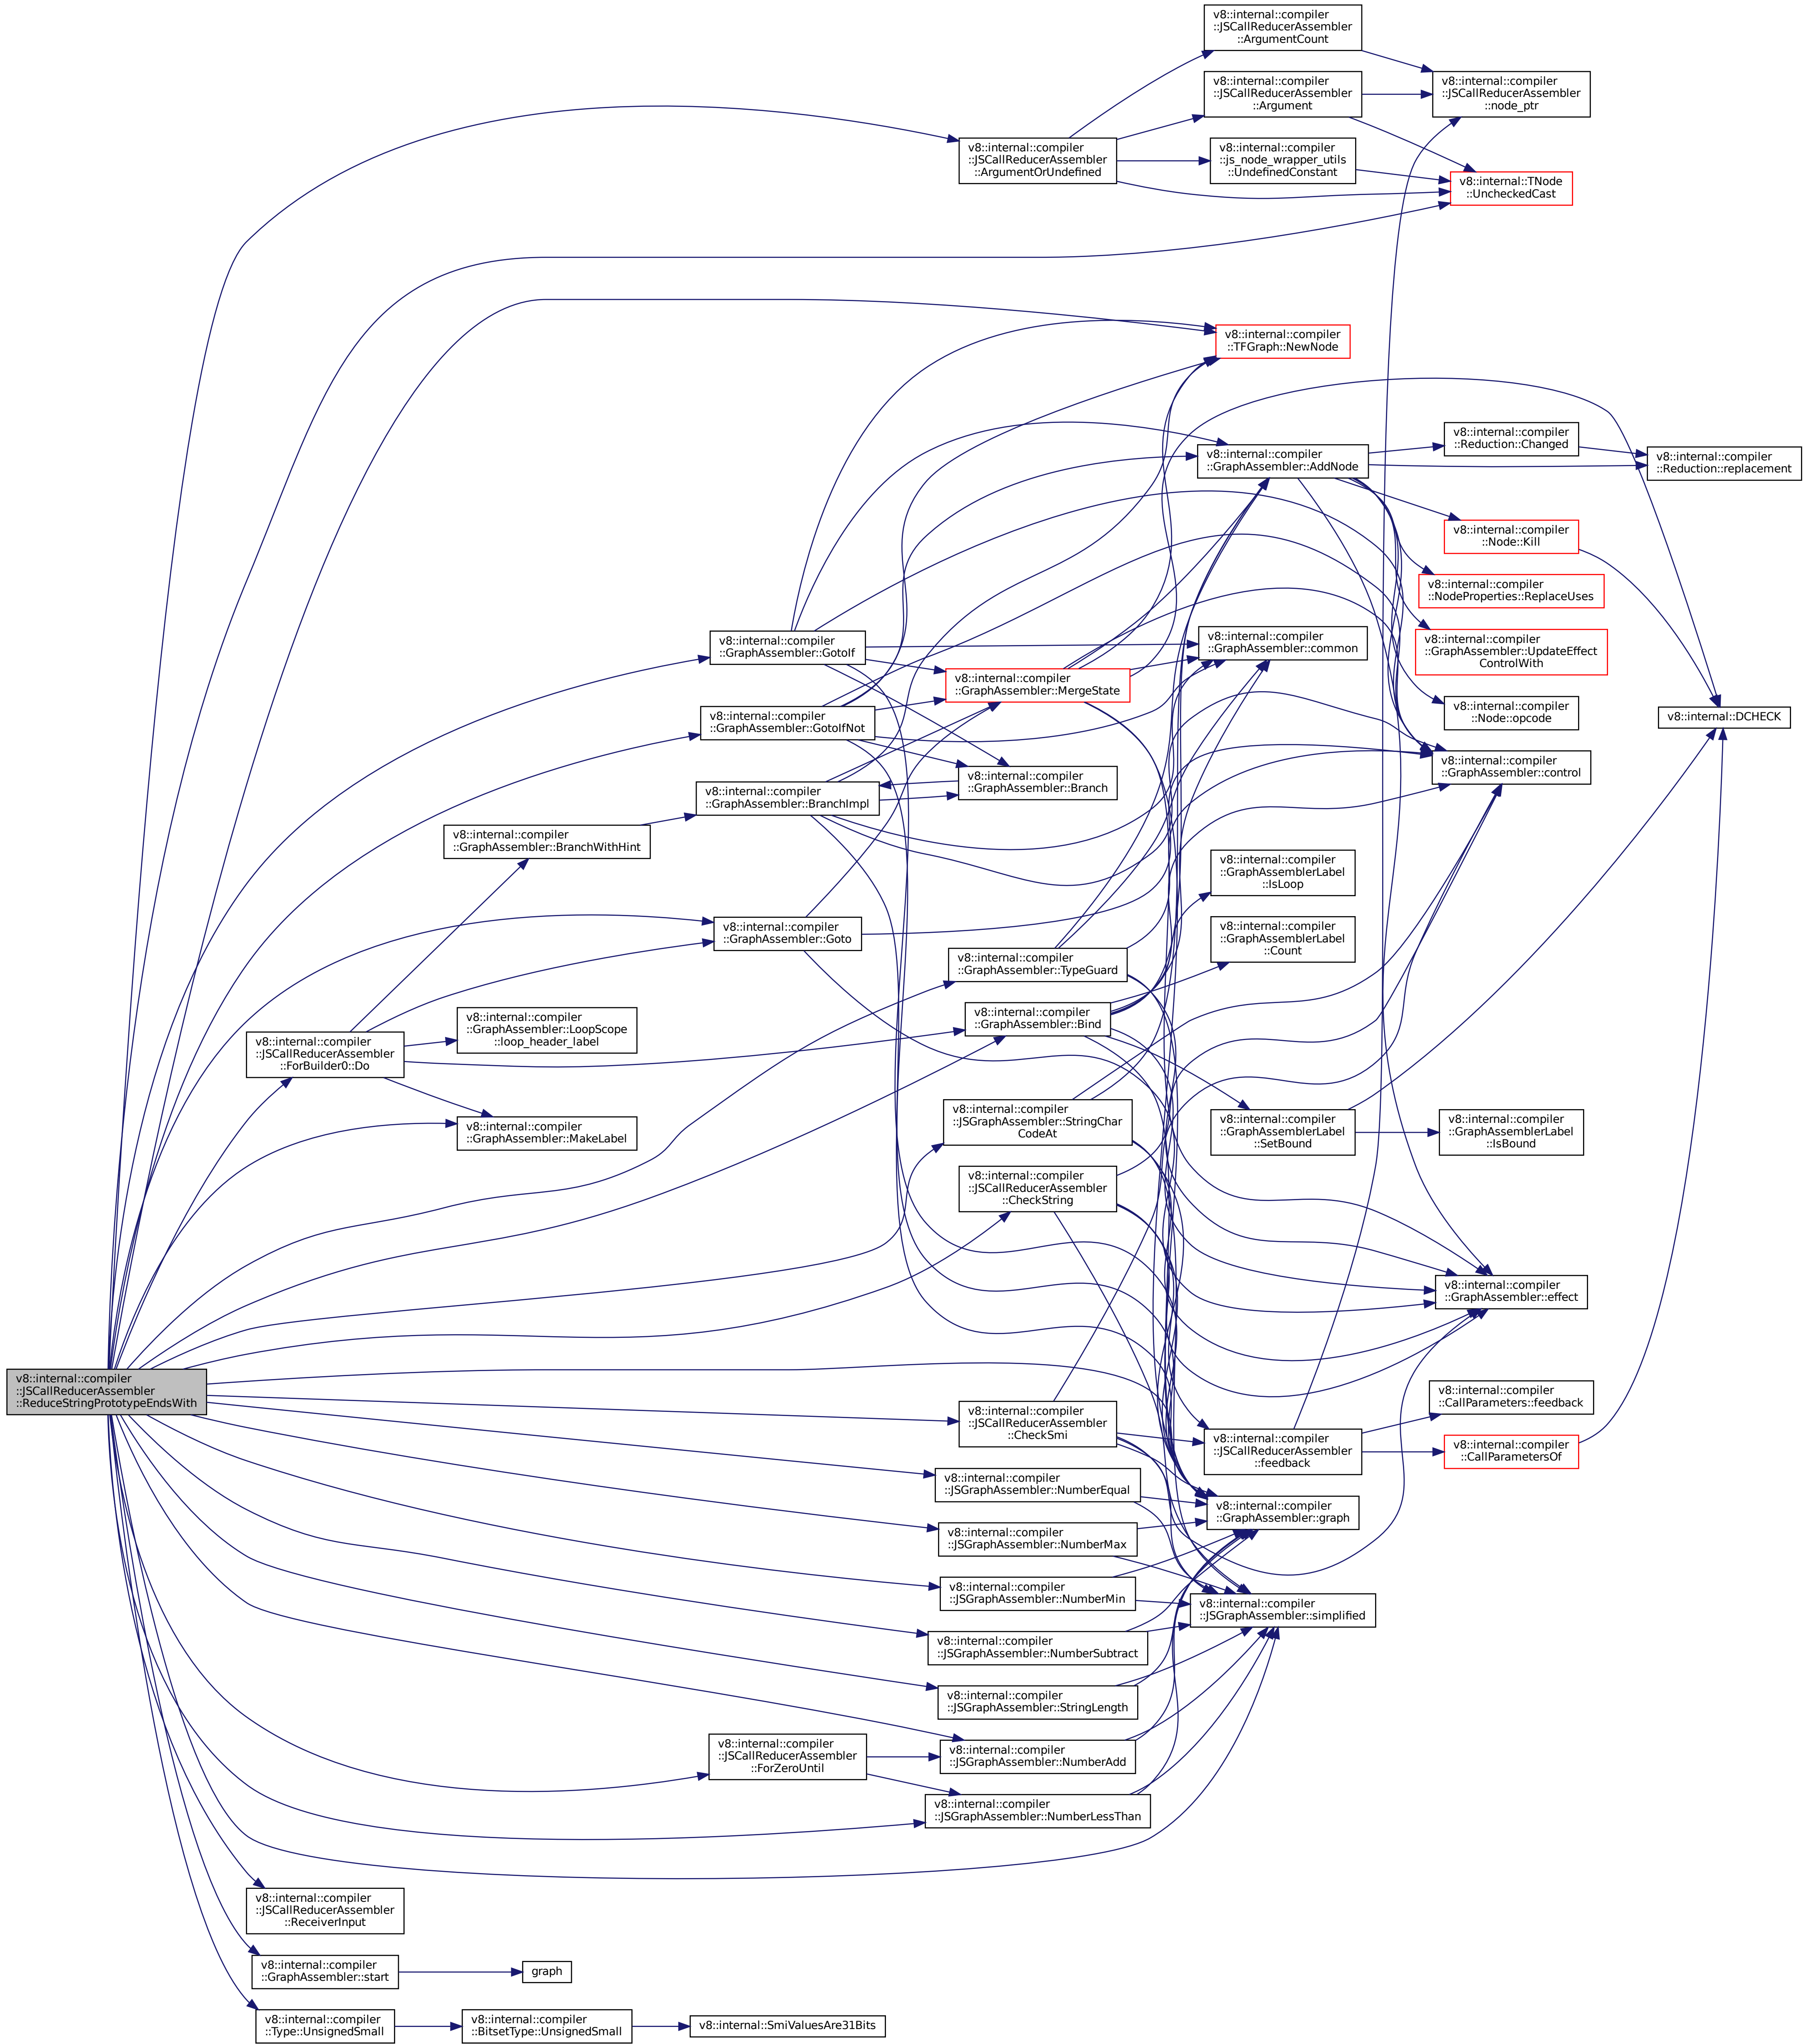 v8::internal::compiler
::JSCallReducerAssembler
::ReduceStringPrototypeEndsWith
v8::internal::compiler
::JSCallReducerAssembler
::ForBuilder0::Do
v8::internal::compiler
::JSCallReducerAssembler
::ReceiverInput
v8::internal::compiler
::GraphAssembler::start
v8::internal::compiler
::Type::UnsignedSmall
v8::internal::compiler
::GraphAssembler::BranchWithHint
v8::internal::compiler
::GraphAssembler::LoopScope
::loop_header_label
v8::internal::compiler
::GraphAssembler::MakeLabel
graph
v8::internal::compiler
::BitsetType::UnsignedSmall
v8::internal::compiler
::GraphAssembler::GotoIf
v8::internal::compiler
::GraphAssembler::GotoIfNot
v8::internal::compiler
::GraphAssembler::BranchImpl
v8::internal::compiler
::GraphAssembler::Goto
v8::internal::compiler
::JSCallReducerAssembler
::ForZeroUntil
v8::internal::SmiValuesAre31Bits
v8::internal::compiler
::JSCallReducerAssembler
::ArgumentOrUndefined
v8::internal::compiler
::GraphAssembler::MergeState
v8::internal::compiler
::GraphAssembler::Branch
v8::internal::compiler
::GraphAssembler::TypeGuard
v8::internal::compiler
::GraphAssembler::Bind
v8::internal::compiler
::JSGraphAssembler::StringChar
CodeAt
v8::internal::compiler
::JSCallReducerAssembler
::CheckString
v8::internal::compiler
::JSCallReducerAssembler
::CheckSmi
v8::internal::compiler
::JSGraphAssembler::NumberEqual
v8::internal::compiler
::JSGraphAssembler::NumberMax
v8::internal::compiler
::JSGraphAssembler::NumberMin
v8::internal::compiler
::JSGraphAssembler::NumberSubtract
v8::internal::compiler
::JSGraphAssembler::StringLength
v8::internal::compiler
::JSGraphAssembler::NumberAdd
v8::internal::compiler
::JSGraphAssembler::NumberLessThan
v8::internal::compiler
::JSCallReducerAssembler
::ArgumentCount
v8::internal::compiler
::JSCallReducerAssembler
::Argument
v8::internal::compiler
::js_node_wrapper_utils
::UndefinedConstant
v8::internal::compiler
::TFGraph::NewNode
v8::internal::compiler
::GraphAssembler::AddNode
v8::internal::compiler
::GraphAssembler::common
v8::internal::compiler
::GraphAssemblerLabel
::IsLoop
v8::internal::compiler
::GraphAssemblerLabel
::Count
v8::internal::compiler
::GraphAssemblerLabel
::SetBound
v8::internal::compiler
::JSCallReducerAssembler
::feedback
v8::internal::compiler
::GraphAssembler::graph
v8::internal::compiler
::JSGraphAssembler::simplified
v8::internal::compiler
::JSCallReducerAssembler
::node_ptr
v8::internal::TNode
::UncheckedCast
v8::internal::compiler
::Reduction::Changed
v8::internal::compiler
::Node::Kill
v8::internal::compiler
::NodeProperties::ReplaceUses
v8::internal::compiler
::GraphAssembler::UpdateEffect
ControlWith
v8::internal::compiler
::Node::opcode
v8::internal::compiler
::GraphAssembler::control
v8::internal::compiler
::GraphAssemblerLabel
::IsBound
v8::internal::compiler
::GraphAssembler::effect
v8::internal::compiler
::CallParameters::feedback
v8::internal::compiler
::CallParametersOf
v8::internal::compiler
::Reduction::replacement
v8::internal::DCHECK